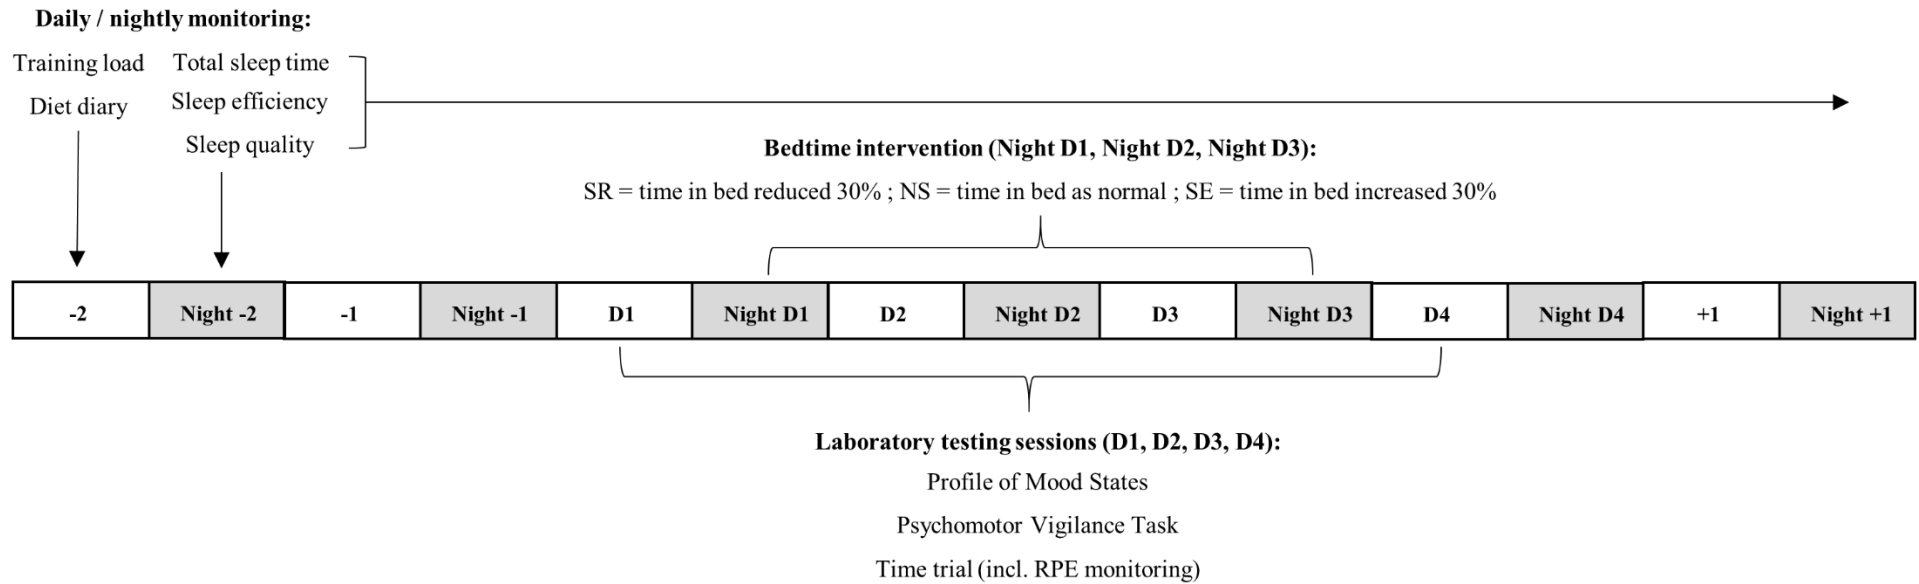 Daily / nightly monitoring:
Training load
Diet diary
Total sleep time
Sleep efficiency
Sleep quality
Bedtime intervention (Night D1, Night D2, Night D3):
SR = time in bed reduced 30% ; NS = time in bed as normal ; SE = time in bed increased 30%
-2 Night -2 -1 Night -1 D1 Night D1 D2 Night D2 D3 Night D3 D4 Night D4 +1 Night +1
Laboratory testing sessions (D1, D2, D3, D4):
Profile of Mood States
Psychomotor Vigilance Task
Time trial (incl. RPE monitoring)